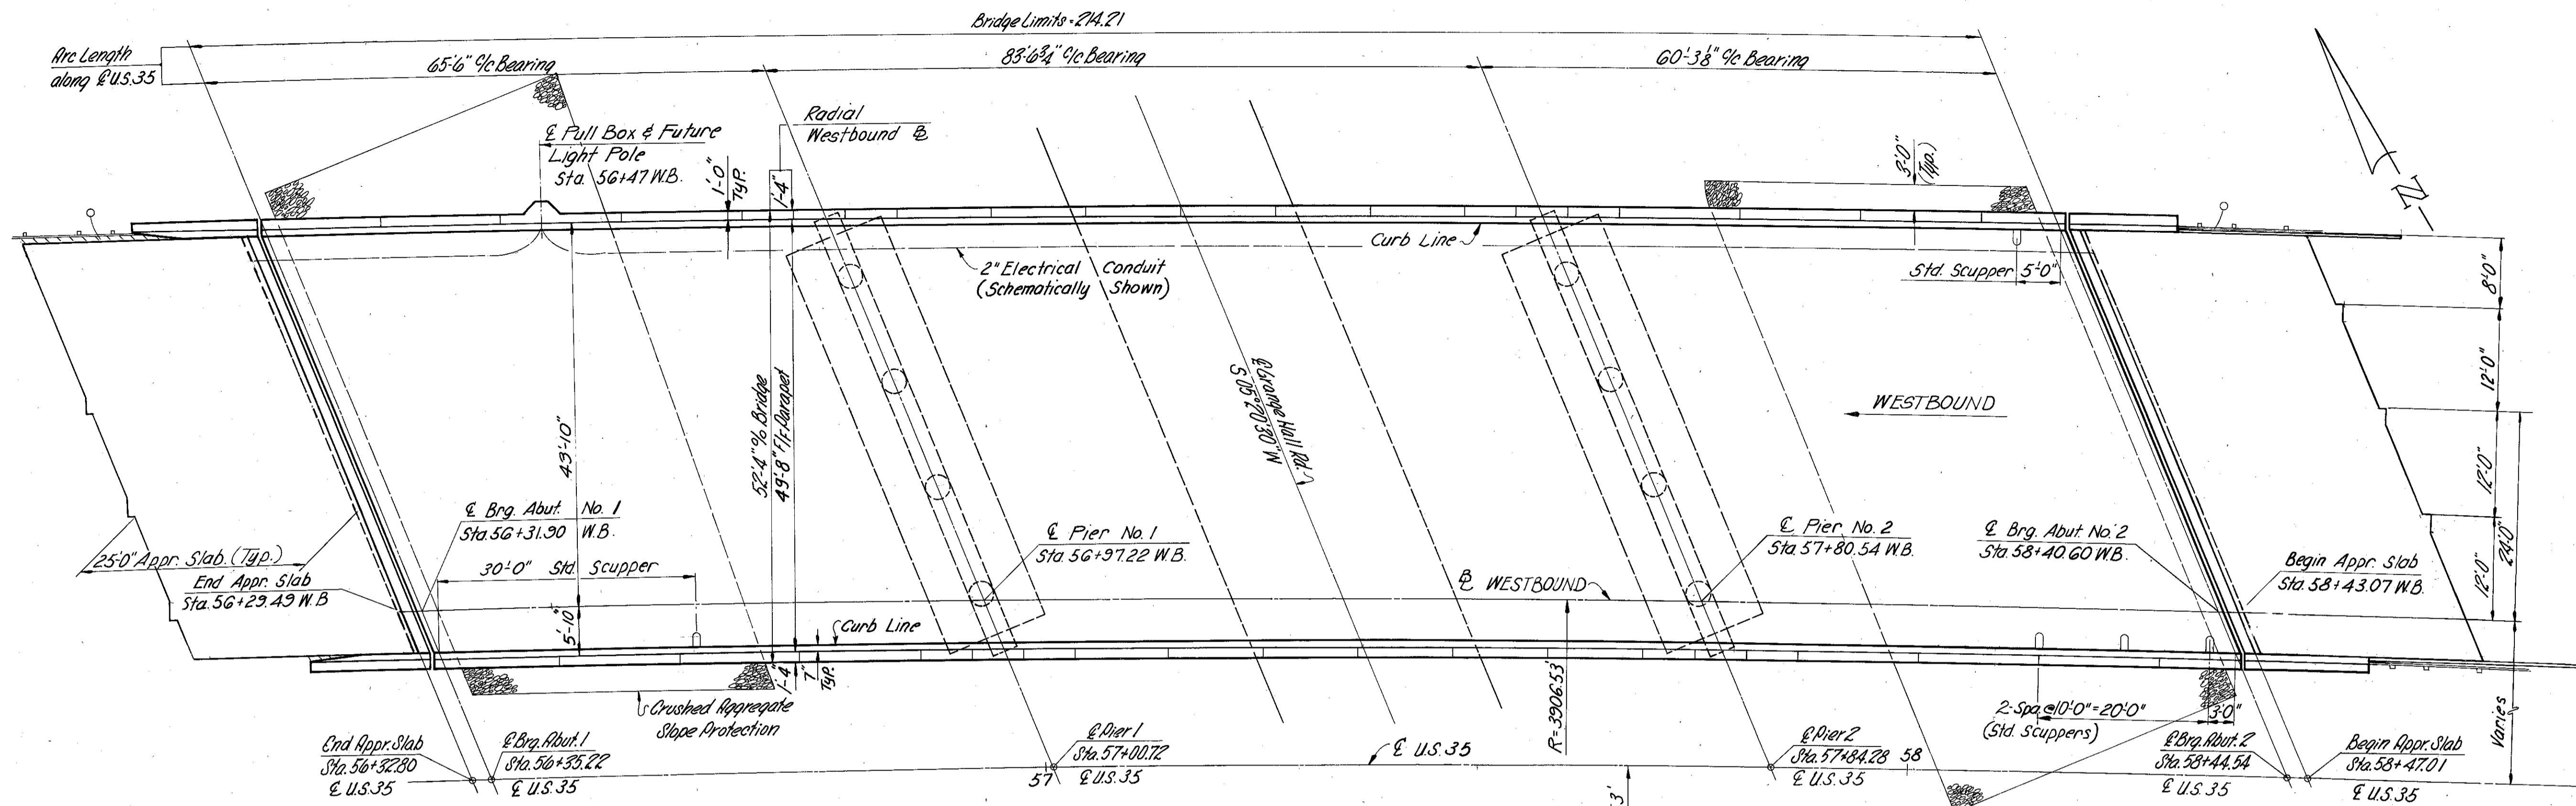 Bridge Limits = 214.21
Arc Length
along ℄ U.S. 35
65'-6" C/c Bearing
83'-6¾" C/c Bearing
60'-3⅛" C/c Bearing
℄ Pull Box & Future
Light Pole
Sta. 56+47 W.B.
Radial
Westbound ℄
1'-0"
TYP.
1'-4"
3'-0"
(Typ.)
N
Curb Line
2" Electrical Conduit
(Schematically Shown)
Std. Scupper 5'-0"
8'-0"
12'-0"
12'-0"
12'-0"
24'-0"
Varies
℄ Grange Hall Rd.
S 05° 20' 30" W
WESTBOUND
43'-10"
52'-4" O/o Bridge
49'-8" F/F Parapet
℄ Brg. Abut. No. 1
Sta. 56+31.90 W.B.
25'-0" Appr. Slab. (Typ.)
End Appr. Slab
Sta. 56+29.49 W.B
30'-0" Std. Scupper
℄ Pier No. 1
Sta. 56+97.22 W.B.
℄ Pier No. 2
Sta. 57+80.54 W.B.
℄ Brg. Abut No. 2
Sta. 58+40.60 W.B.
Begin Appr. Slab
Sta. 58+43.07 W.B.
℄ WESTBOUND
5'-10"
Curb Line
1'-4"
7"
TYP.
R=3906.53'
Crushed Aggregate
Slope Protection
2-Spa. @ 10'-0" = 20'-0"
(Std. Scuppers)
3'-0"
End Appr. Slab
Sta. 56+32.80
℄ U.S. 35
℄ Brg. Abut. 1
Sta. 56+35.22
℄ U.S. 35
57
℄ Pier 1
Sta. 57+00.72
℄ U.S. 35
℄ U.S. 35
℄ Pier 2
Sta. 57+84.28
℄ U.S. 35
58
℄ Brg. Abut. 2
Sta. 58+44.54
℄ U.S. 35
Begin Appr. Slab
Sta. 58+47.01
℄ U.S. 35